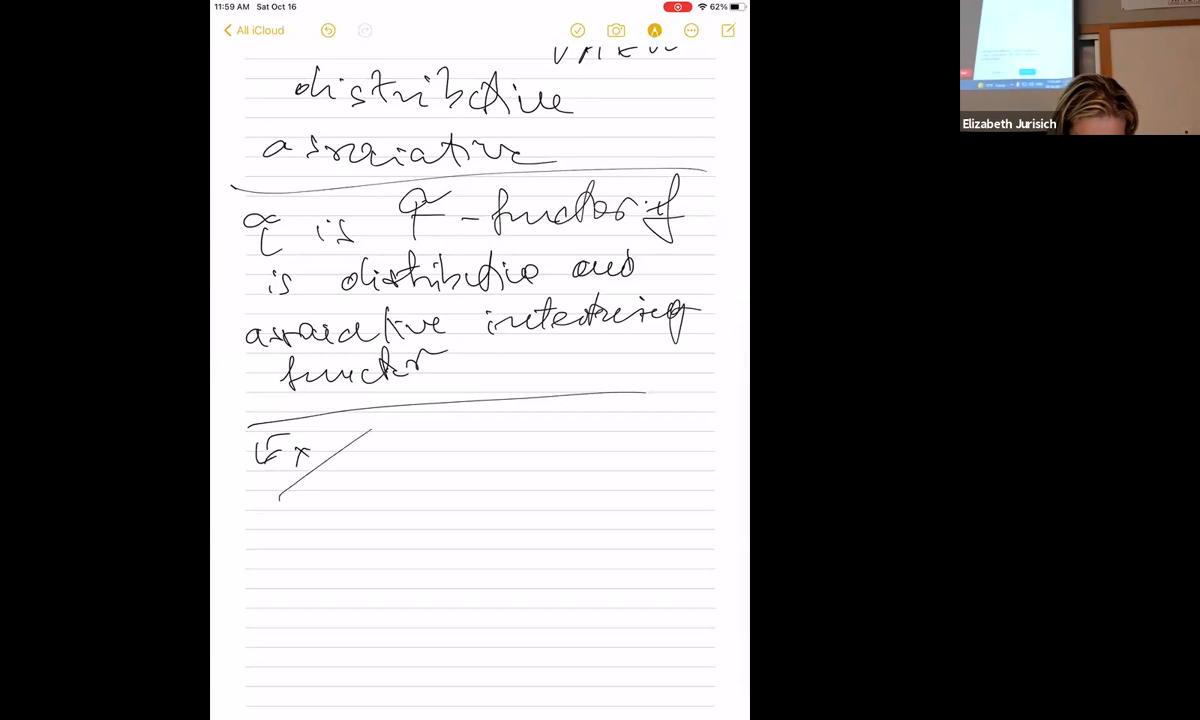 11:59 AM Sat Oct 16
62%
All iCloud
distributive
associative
is F-functor if
is distributive and
associative intertwining
functor
Ex
Elizabeth Jurisich